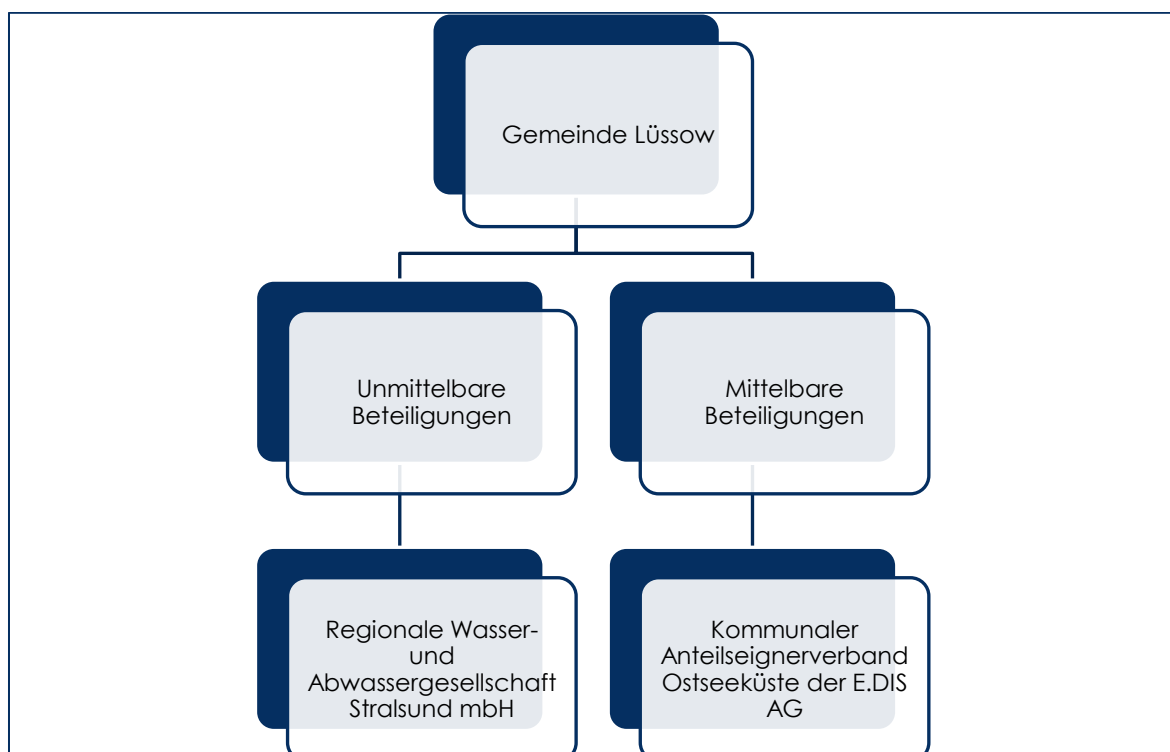 Gemeinde Lüssow
Unmittelbare
Beteiligungen
Mittelbare
Beteiligungen
Regionale Wasser-
und
Abwassergesellschaft
Stralsund mbH
Kommunaler
Anteilseignerverband
Ostseeküste der E.DIS
AG